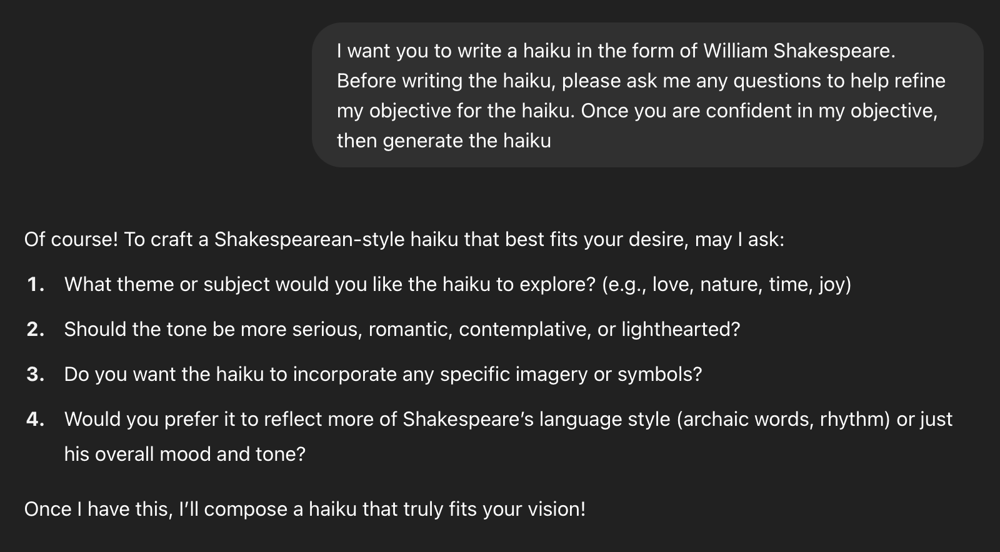 I want you to write a haiku in the form of William Shakespeare.
Before writing the haiku, please ask me any questions to help refine
my objective for the haiku. Once you are confident in my objective,
then generate the haiku
Of course! To craft a Shakespearean-style haiku that best fits your desire, may I ask:
1. What theme or subject would you like the haiku to explore? (e.g., love, nature, time, joy)
2. Should the tone be more serious, romantic, contemplative, or lighthearted?
3. Do you want the haiku to incorporate any specific imagery or symbols?
4. Would you prefer it to reflect more of Shakespeare’s language style (archaic words, rhythm) or just
his overall mood and tone?
Once I have this, I’ll compose a haiku that truly fits your vision!